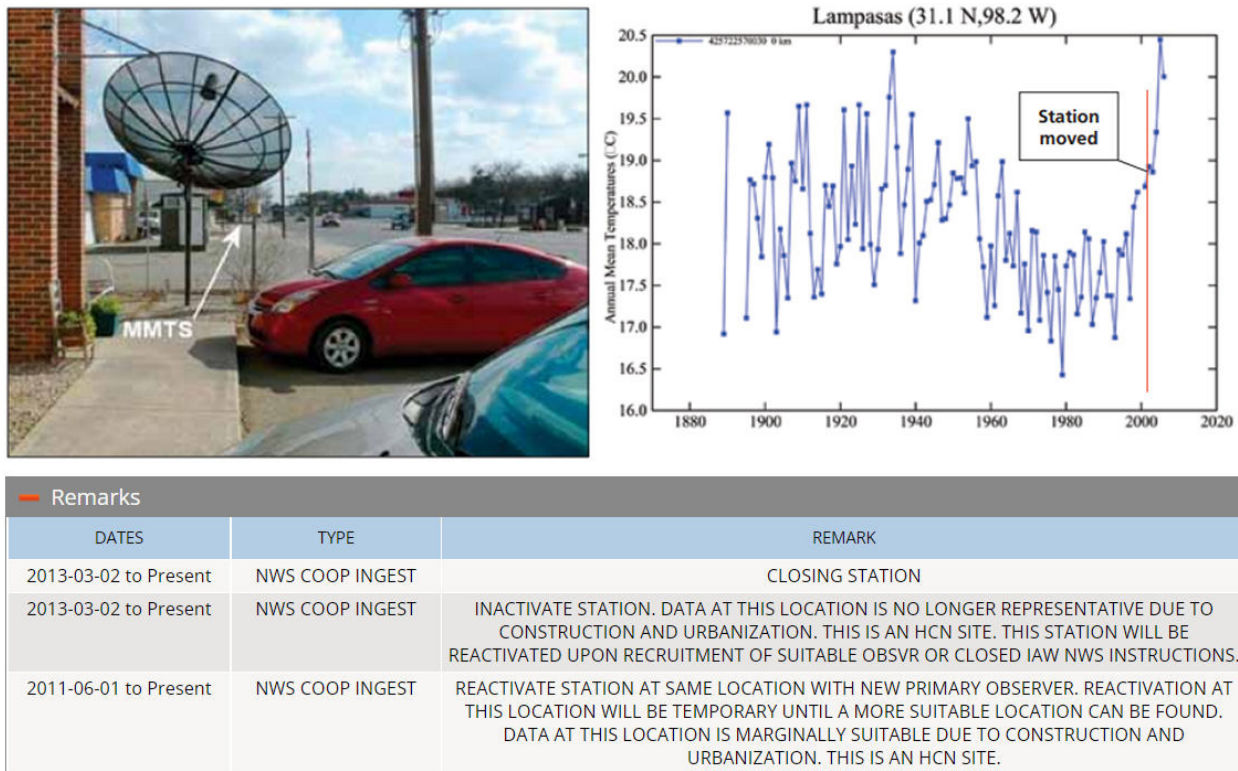 MMTS
Lampasas (31.1 N,98.2 W)
425722570030 0 km
Annual Mean Temperatures (□C)
20.5
20.0
19.5
19.0
18.5
18.0
17.5
17.0
16.5
16.0
Station
moved
1880 1900 1920 1940 1960 1980 2000 2020
Remarks
DATES TYPE REMARK
2013-03-02 to Present NWS COOP INGEST CLOSING STATION
2013-03-02 to Present NWS COOP INGEST INACTIVATE STATION. DATA AT THIS LOCATION IS NO LONGER REPRESENTATIVE DUE TO
CONSTRUCTION AND URBANIZATION. THIS IS AN HCN SITE. THIS STATION WILL BE
REACTIVATED UPON RECRUITMENT OF SUITABLE OBSVR OR CLOSED IAW NWS INSTRUCTIONS.
2011-06-01 to Present NWS COOP INGEST REACTIVATE STATION AT SAME LOCATION WITH NEW PRIMARY OBSERVER. REACTIVATION AT
THIS LOCATION WILL BE TEMPORARY UNTIL A MORE SUITABLE LOCATION CAN BE FOUND.
DATA AT THIS LOCATION IS MARGINALLY SUITABLE DUE TO CONSTRUCTION AND
URBANIZATION. THIS IS AN HCN SITE.